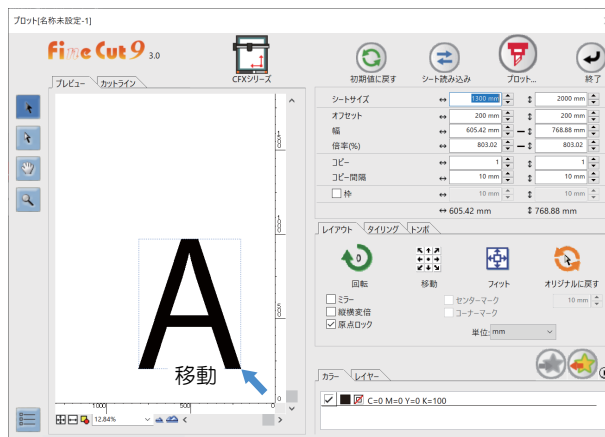 プロット[名称未設定-1]
Fine Cut 9 3.0
CFXシリーズ
初期値に戻す シート読み込み プロット... 終了
プレビュー カットライン
シートサイズ 1300 mm 2000 mm
オフセット 200 mm 200 mm
幅 605.42 mm 768.88 mm
倍率(%) 803.02 803.02
コピー 1 1
コピー間隔 10 mm 10 mm
枠 10 mm 10 mm
605.42 mm 768.88 mm
レイアウト タイリング トンボ
回転 移動 フィット オリジナルに戻す
ミラー センターマーク 10 mm
縦横変倍 コーナーマーク
原点ロック
単位: mm
カラー レイヤー
C=0 M=0 Y=0 K=100
1500
1000
500
0
A
移動
1000 500 0
12.84%